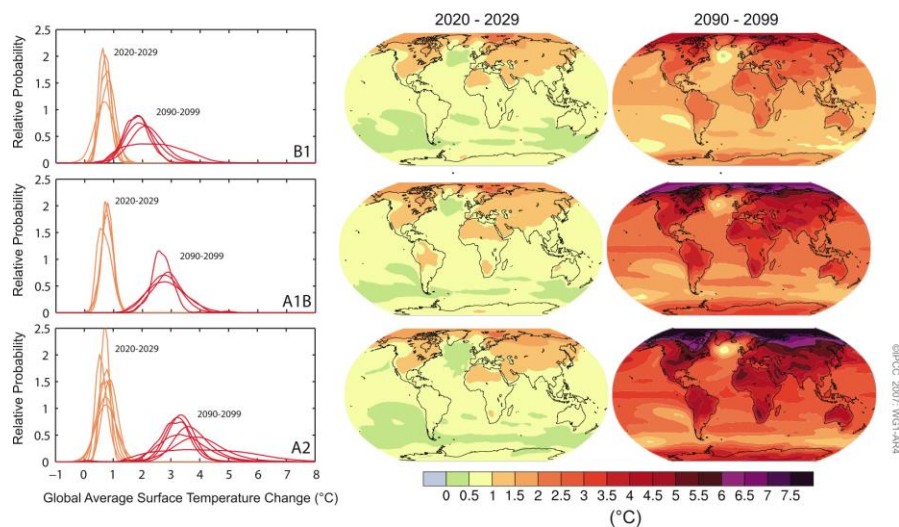 2020 - 2029
2090 - 2099
Relative Probability
2.5
2
1.5
1
0.5
0
2020-2029
2090-2099
B1
Relative Probability
2.5
2
1.5
1
0.5
0
2020-2029
2090-2099
A1B
Relative Probability
2.5
2
1.5
1
0.5
0
2020-2029
2090-2099
A2
−1 0 1 2 3 4 5 6 7 8
Global Average Surface Temperature Change (°C)
0 0.5 1 1.5 2 2.5 3 3.5 4 4.5 5 5.5 6 6.5 7 7.5
(°C)
©IPCC 2007: WG1-AR4